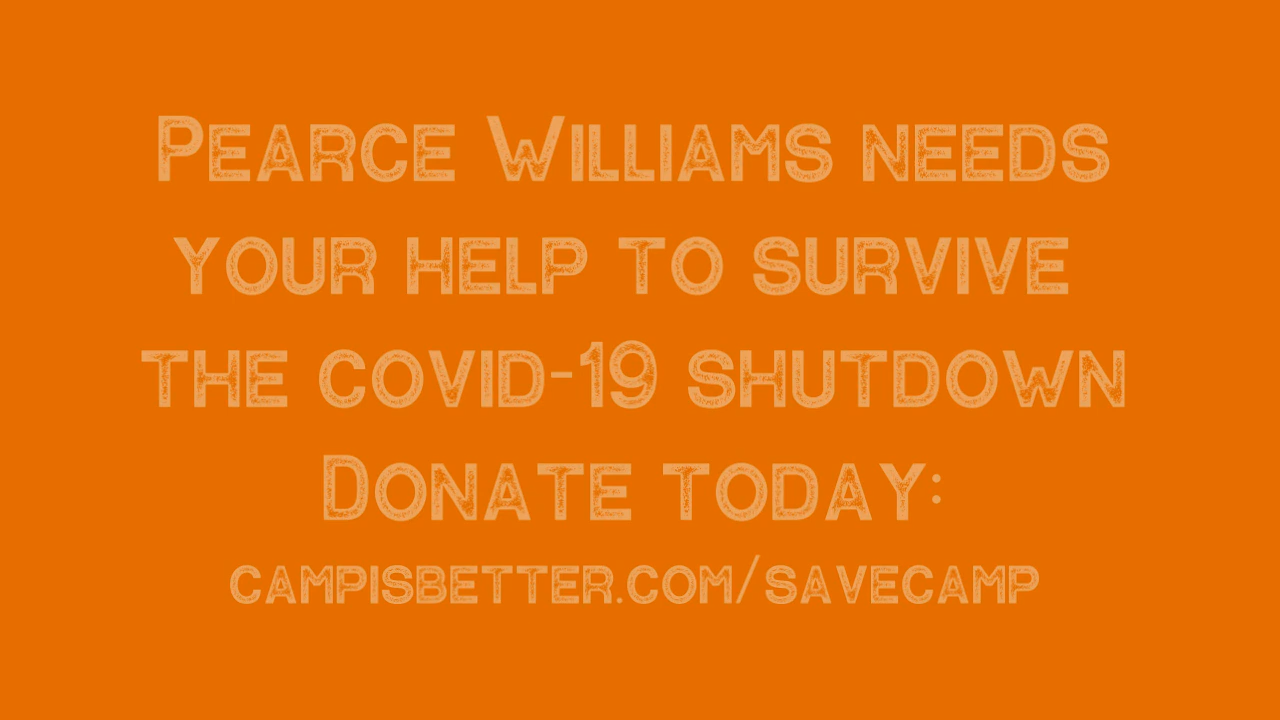 Pearce Williams needs
your help to survive
the COVID-19 shutdown
Donate today:
campisbetter.com/savecamp